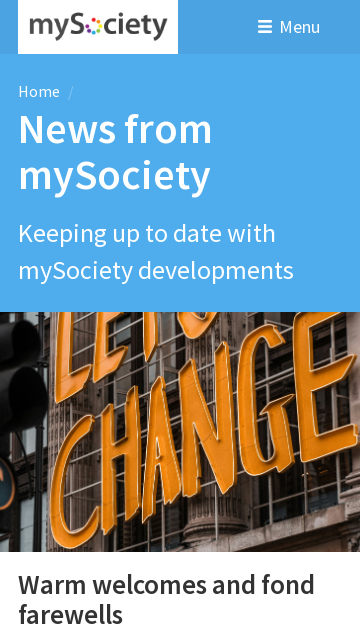 mySociety
Menu
Home /
News from
mySociety
Keeping up to date with
mySociety developments
LET'S
CHANGE
Warm welcomes and fond
farewells